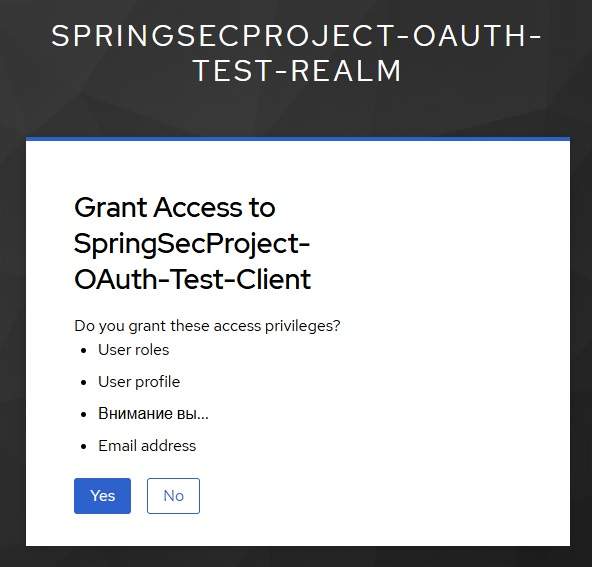 SPRINGSECPROJECT-OAUTH-
TEST-REALM
Grant Access to
SpringSecProject-
OAuth-Test-Client
Do you grant these access privileges?
User roles
User profile
Внимание вы...
Email address
Yes
No